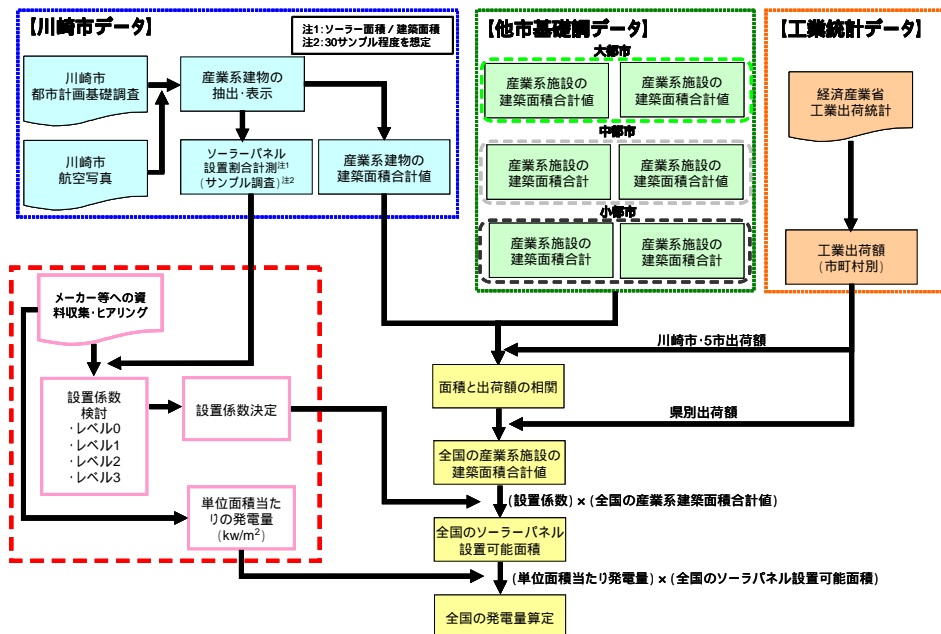 【川崎市データ】
注1：ソーラー面積 / 建築面積
注2：30サンプル程度を想定
川崎市
都市計画基礎調査
産業系建物の
抽出・表示
川崎市
航空写真
ソーラーパネル
設置割合計測注1
(サンプル調査)注2
産業系建物の
建築面積合計値
【他市基礎調データ】
大都市
産業系施設の
建築面積合計値
産業系施設の
建築面積合計値
中都市
産業系施設の
建築面積合計
産業系施設の
建築面積合計値
小都市
産業系施設の
建築面積合計
産業系施設の
建築面積合計
【工業統計データ】
経済産業省
工業出荷統計
工業出荷額
(市町村別)
メーカー等への資
料収集・ヒアリング
設置係数
検討
・レベル0
・レベル1
・レベル2
・レベル3
設置係数決定
単位面積当た
りの発電量
(kw/m2)
川崎市・5市出荷額
面積と出荷額の相関
県別出荷額
全国の産業系施設の
建築面積合計値
(設置係数)×(全国の産業系建築面積合計値)
全国のソーラーパネル
設置可能面積
(単位面積当たり発電量)×(全国のソーラパネル設置可能面積)
全国の発電量算定